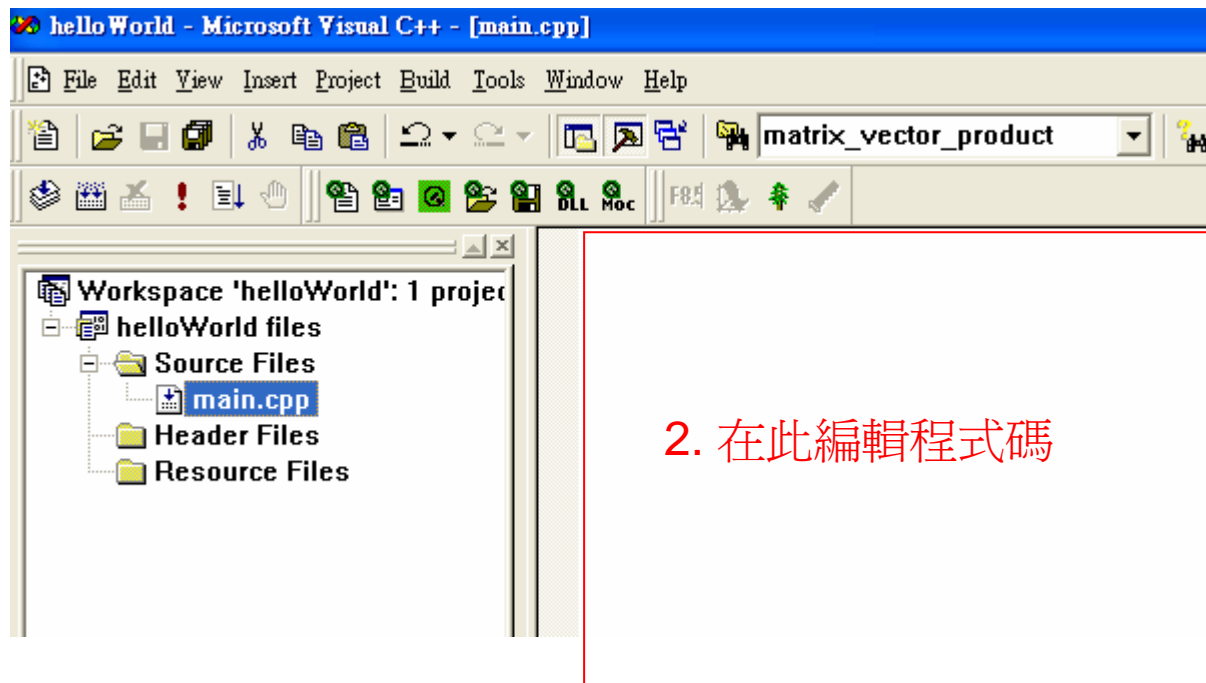 helloWorld - Microsoft Visual C++ - [main.cpp]
File Edit View Insert Project Build Tools Window Help
matrix_vector_product
DLL Moc F8.5
Workspace 'helloWorld': 1 projec
helloWorld files
Source Files
main.cpp
Header Files
Resource Files
2. 在此編輯程式碼